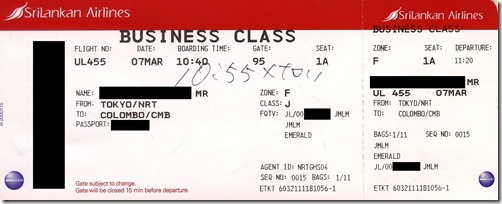 SriLankan Airlines
BUSINESS CLASS
FLIGHT NO: DATE: BOARDING TIME: GATE: SEAT:
UL455 07MAR 10:40 95 1A
NAME: MR
FROM: TOKYO/NRT
TO: COLOMBO/CMB
PASSPORT:
ZONE: F
CLASS: J
FQTV: JL/00 JMLM
JMLM
EMERALD
AGENT ID: NRTGHS04
SEQ NO: 0015 BAGS: 1/11
ETKT 6032111181056-1
Gate subject to change.
Gate will be closed 15 min before departure.
SriLankan Airlines
BUSINESS CLASS
ZONE: SEAT: DEPARTURE:
F 1A 11:20
MR
UL 455 07MAR
FROM: TOKYO/NRT
TO: COLOMBO/CMB
JL/00 JMLM
JMLM
EMERALD
BAGS: 1/11 SEQ NO: 0015
ETKT 6032111181056-1